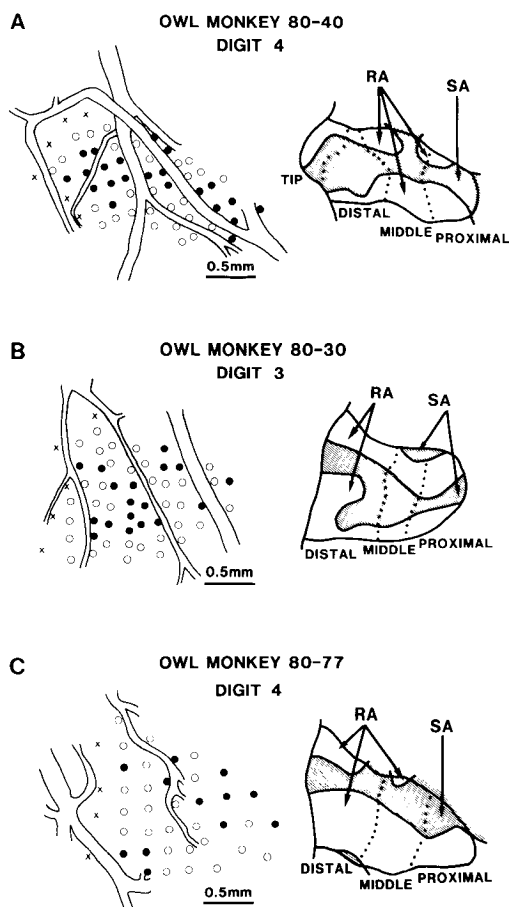 A
OWL MONKEY 80-40
DIGIT 4
RA
SA
TIP
DISTAL
MIDDLE
PROXIMAL
0.5mm
B
OWL MONKEY 80-30
DIGIT 3
RA
SA
DISTAL
MIDDLE
PROXIMAL
0.5mm
C
OWL MONKEY 80-77
DIGIT 4
RA
SA
DISTAL
MIDDLE
PROXIMAL
0.5mm